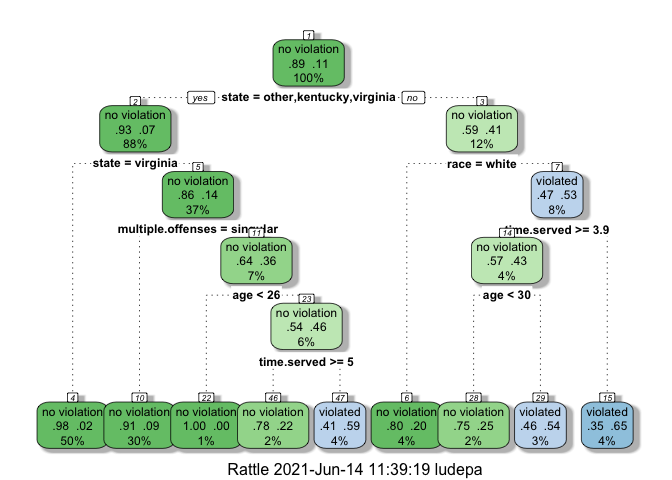 1
no violation
.89 .11
100%
yes
state = other,kentucky,virginia
no
2
no violation
.93 .07
88%
3
no violation
.59 .41
12%
state = virginia
race = white
5
no violation
.86 .14
37%
7
violated
.47 .53
8%
multiple.offenses = singular
time.served >= 3.9
11
no violation
.64 .36
7%
14
no violation
.57 .43
4%
age < 26
age < 30
23
no violation
.54 .46
6%
time.served >= 5
4
no violation
.98 .02
50%
10
no violation
.91 .09
30%
22
no violation
1.00 .00
1%
46
no violation
.78 .22
2%
47
violated
.41 .59
4%
6
no violation
.80 .20
4%
28
no violation
.75 .25
2%
29
violated
.46 .54
3%
15
violated
.35 .65
4%
Rattle 2021-Jun-14 11:39:19 ludepa